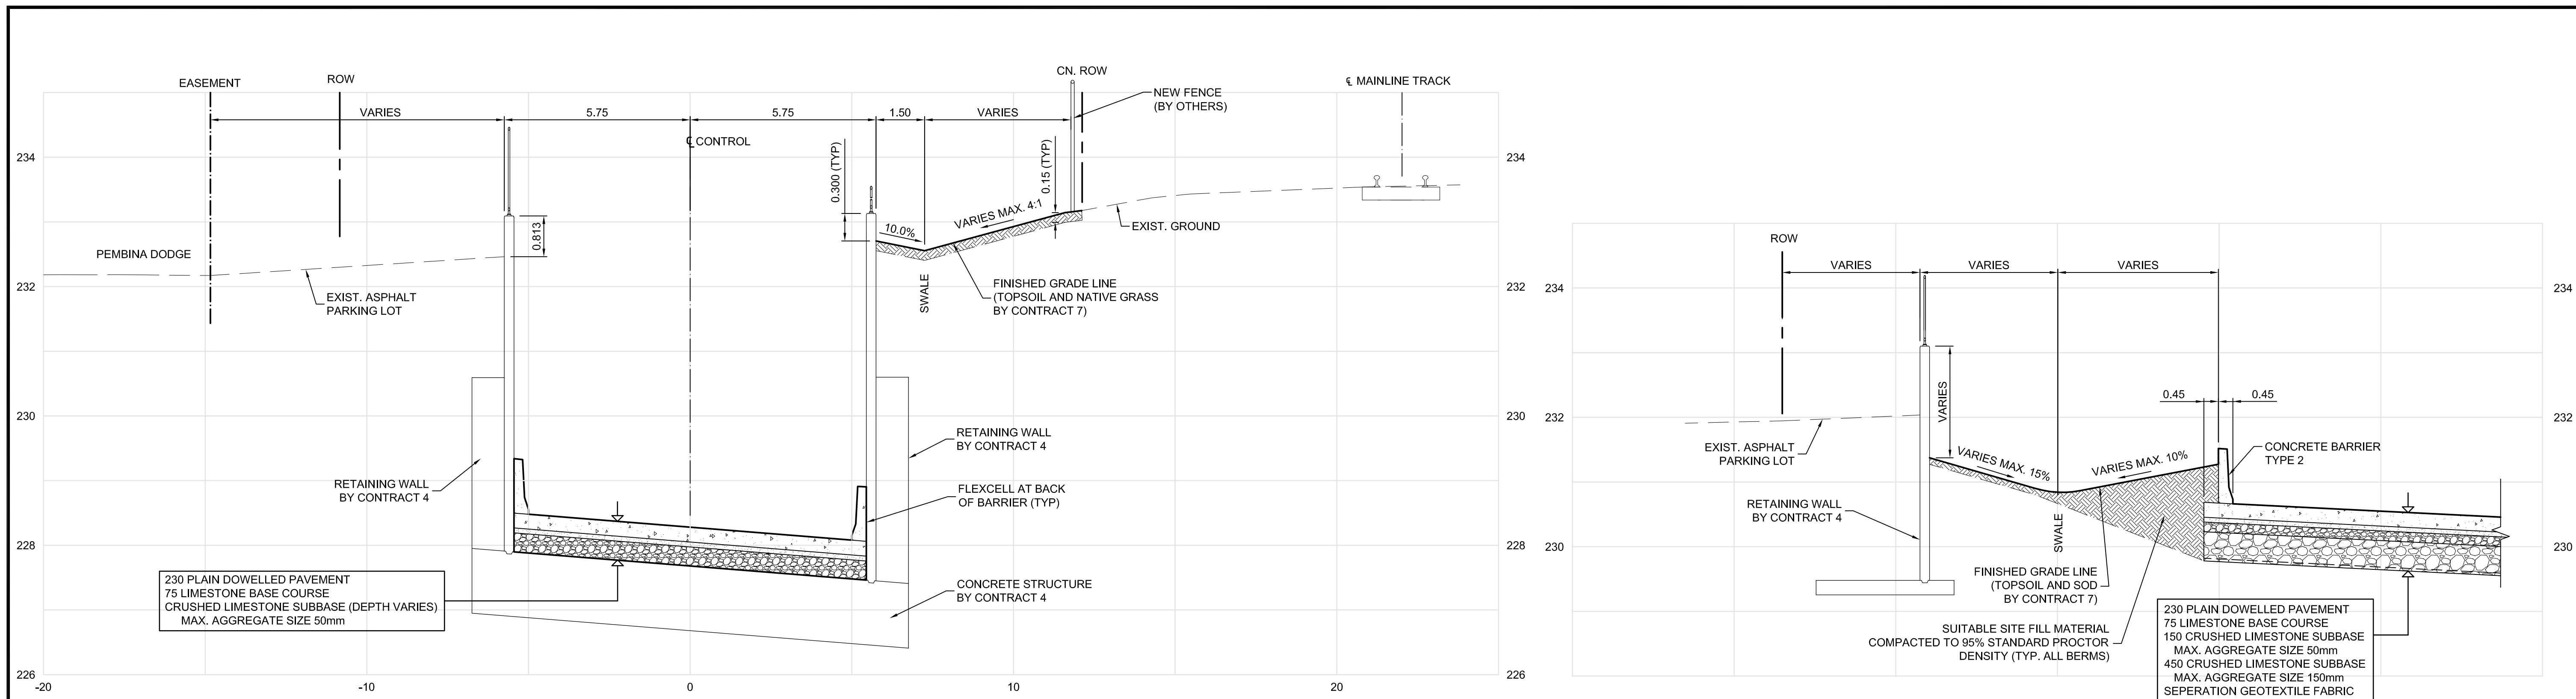 EASEMENT
ROW
CN. ROW
℄ MAINLINE TRACK
NEW FENCE
(BY OTHERS)
VARIES
5.75
5.75
1.50
VARIES
℄ CONTROL
0.300 (TYP)
0.15 (TYP)
234
234
0.813
10.0%
VARIES MAX. 4:1
EXIST. GROUND
PEMBINA DODGE
232
232
EXIST. ASPHALT
PARKING LOT
SWALE
FINISHED GRADE LINE
(TOPSOIL AND NATIVE GRASS
BY CONTRACT 7)
230
230
RETAINING WALL
BY CONTRACT 4
RETAINING WALL
BY CONTRACT 4
FLEXCELL AT BACK
OF BARRIER (TYP)
228
228
230 PLAIN DOWELLED PAVEMENT
75 LIMESTONE BASE COURSE
CRUSHED LIMESTONE SUBBASE (DEPTH VARIES)
MAX. AGGREGATE SIZE 50mm
CONCRETE STRUCTURE
BY CONTRACT 4
226
226
-20
-10
0
10
20
ROW
VARIES
VARIES
VARIES
234
234
VARIES
0.45
0.45
232
232
EXIST. ASPHALT
PARKING LOT
VARIES MAX. 15%
VARIES MAX. 10%
CONCRETE BARRIER
TYPE 2
RETAINING WALL
BY CONTRACT 4
SWALE
230
230
FINISHED GRADE LINE
(TOPSOIL AND SOD
BY CONTRACT 7)
SUITABLE SITE FILL MATERIAL
COMPACTED TO 95% STANDARD PROCTOR
DENSITY (TYP. ALL BERMS)
230 PLAIN DOWELLED PAVEMENT
75 LIMESTONE BASE COURSE
150 CRUSHED LIMESTONE SUBBASE
MAX. AGGREGATE SIZE 50mm
450 CRUSHED LIMESTONE SUBBASE
MAX. AGGREGATE SIZE 150mm
SEPERATION GEOTEXTILE FABRIC